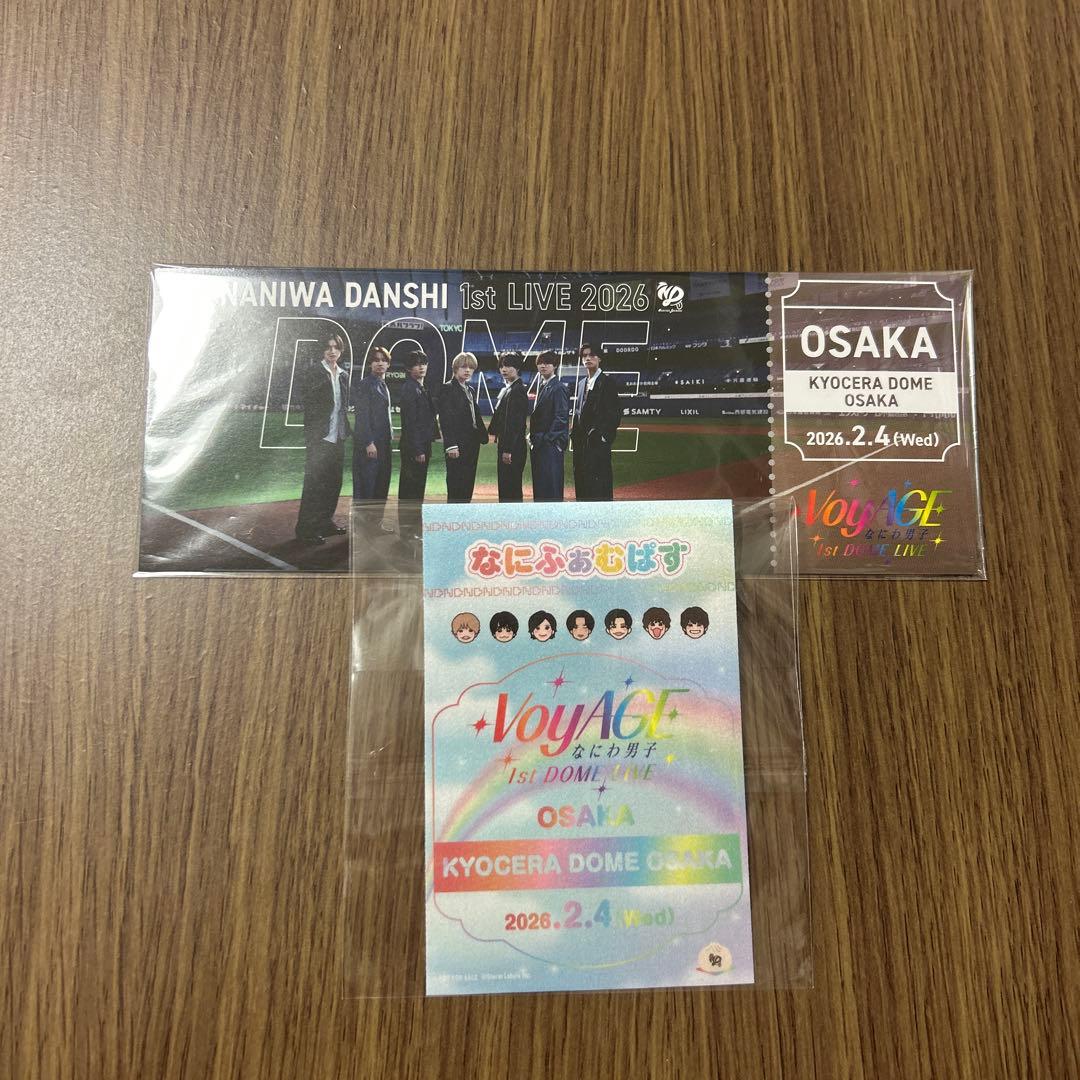 NANIWA DANSHI 1st LIVE 2026
DOME
TOKYO
SAIKI
SAMTY
LIXIL
OSAKA
KYOCERA DOME
OSAKA
2026.2.4(Wed)
VoyAGE
なにわ男子
1st DOME LIVE
なにふぁむぱす
VoyAGE
なにわ男子
1st DOME LIVE
OSAKA
KYOCERA DOME OSAKA
2026.2.4(Wed)